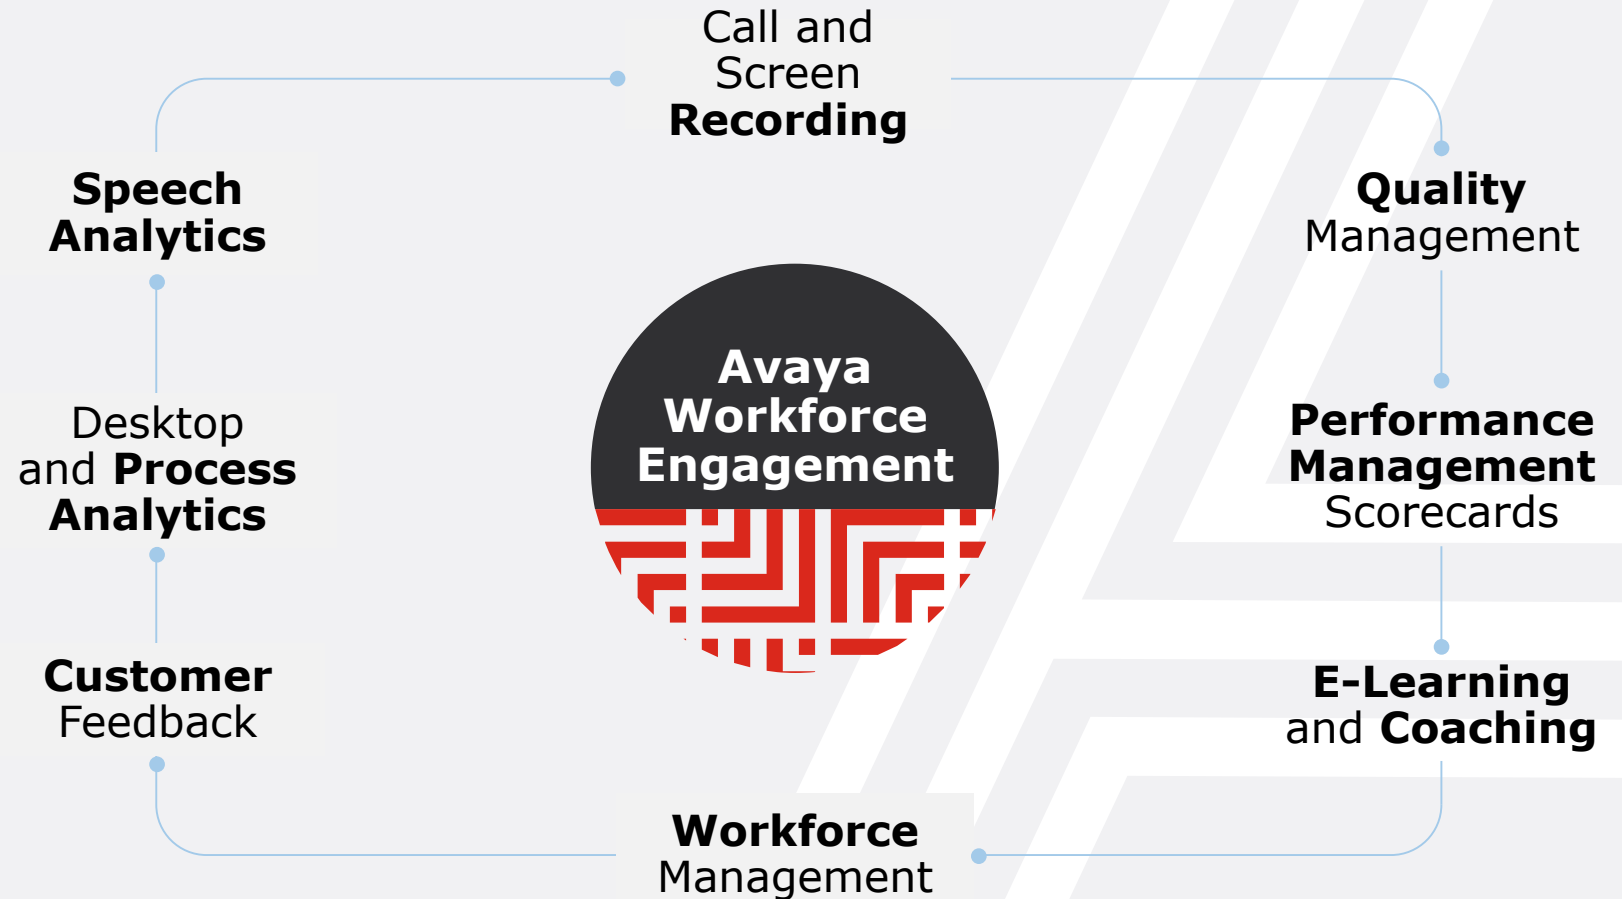 Call and
Screen
Recording
Speech
Analytics
Quality
Management
Avaya
Workforce
Engagement
Desktop
and Process
Analytics
Performance
Management
Scorecards
Customer
Feedback
E-Learning
and Coaching
Workforce
Management